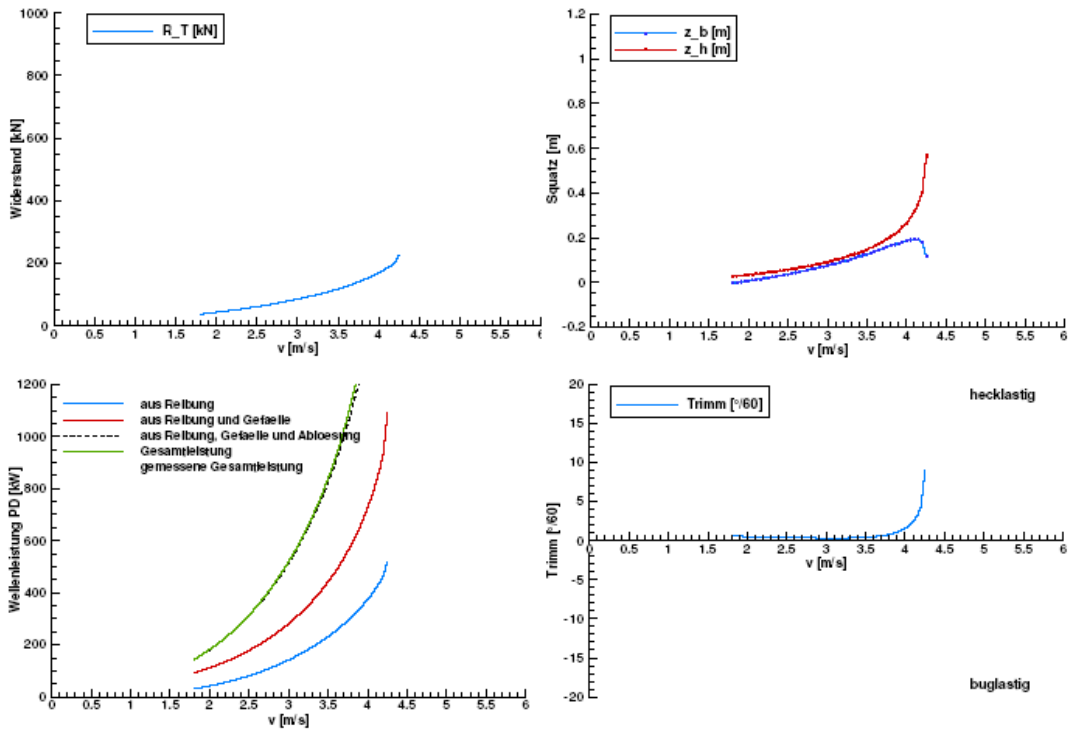 1000
800
600
400
200
0
Widerstand [kN]
R_T [kN]
0 0.5 1 1.5 2 2.5 3 3.5 4 4.5 5 5.5 6
v [m/s]
1.2
1
0.8
0.6
0.4
0.2
0
-0.2
Squatz [m]
z_b [m]
z_h [m]
0 0.5 1 1.5 2 2.5 3 3.5 4 4.5 5 5.5 6
v [m/s]
1200
1000
800
600
400
200
0
Wellenleistung PD [kW]
aus Reibung
aus Reibung und Gefaelle
aus Reibung, Gefaelle und Abloesung
Gesamtleistung
gemessene Gesamtleistung
0 0.5 1 1.5 2 2.5 3 3.5 4 4.5 5 5.5 6
v [m/s]
20
15
10
5
0
-5
-10
-15
-20
Trimm [°/60]
Trimm [°/60]
hecklastig
0 0.5 1 1.5 2 2.5 3 3.5 4 4.5 5 5.5 6
v [m/s]
buglastig